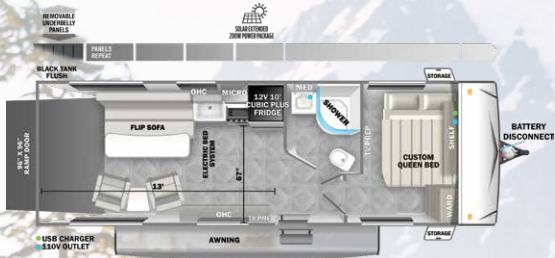 REMOVABLE
UNDERBELLY
PANELS
SOLAR EXTENDED
200W POWER PACKAGE
PANELS
REPEAT
BLACK TANK
FLUSH
STORAGE
OHC
MICRO
12V 10'
CUBIC PLUS
FRIDGE
MED
SHOWER
FLIP SOFA
ELECTRIC BED
SYSTEM
TV PREP
CUSTOM
QUEEN BED
SHELF
BATTERY
DISCONNECT
96" X 96"
RAMP DOOR
13'
67"
OHC
TV PREP
WARD
STORAGE
USB CHARGER
110V OUTLET
AWNING